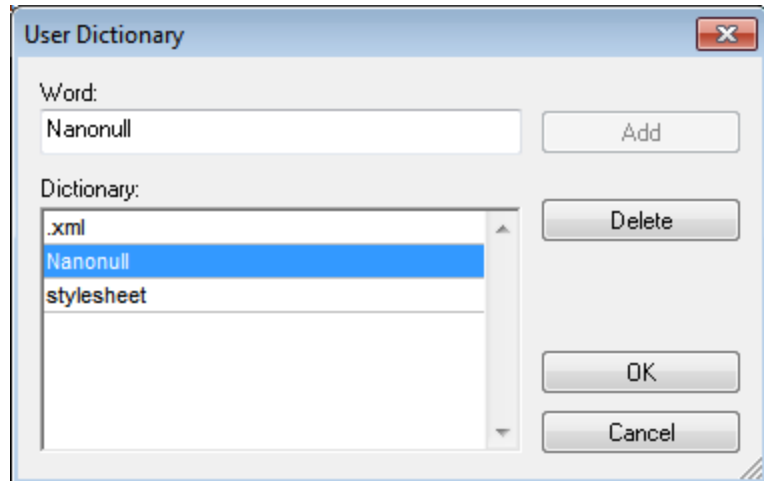 User Dictionary
Word:
Nanonull
Add
Dictionary:
.xml
Nanonull
stylesheet
Delete
OK
Cancel